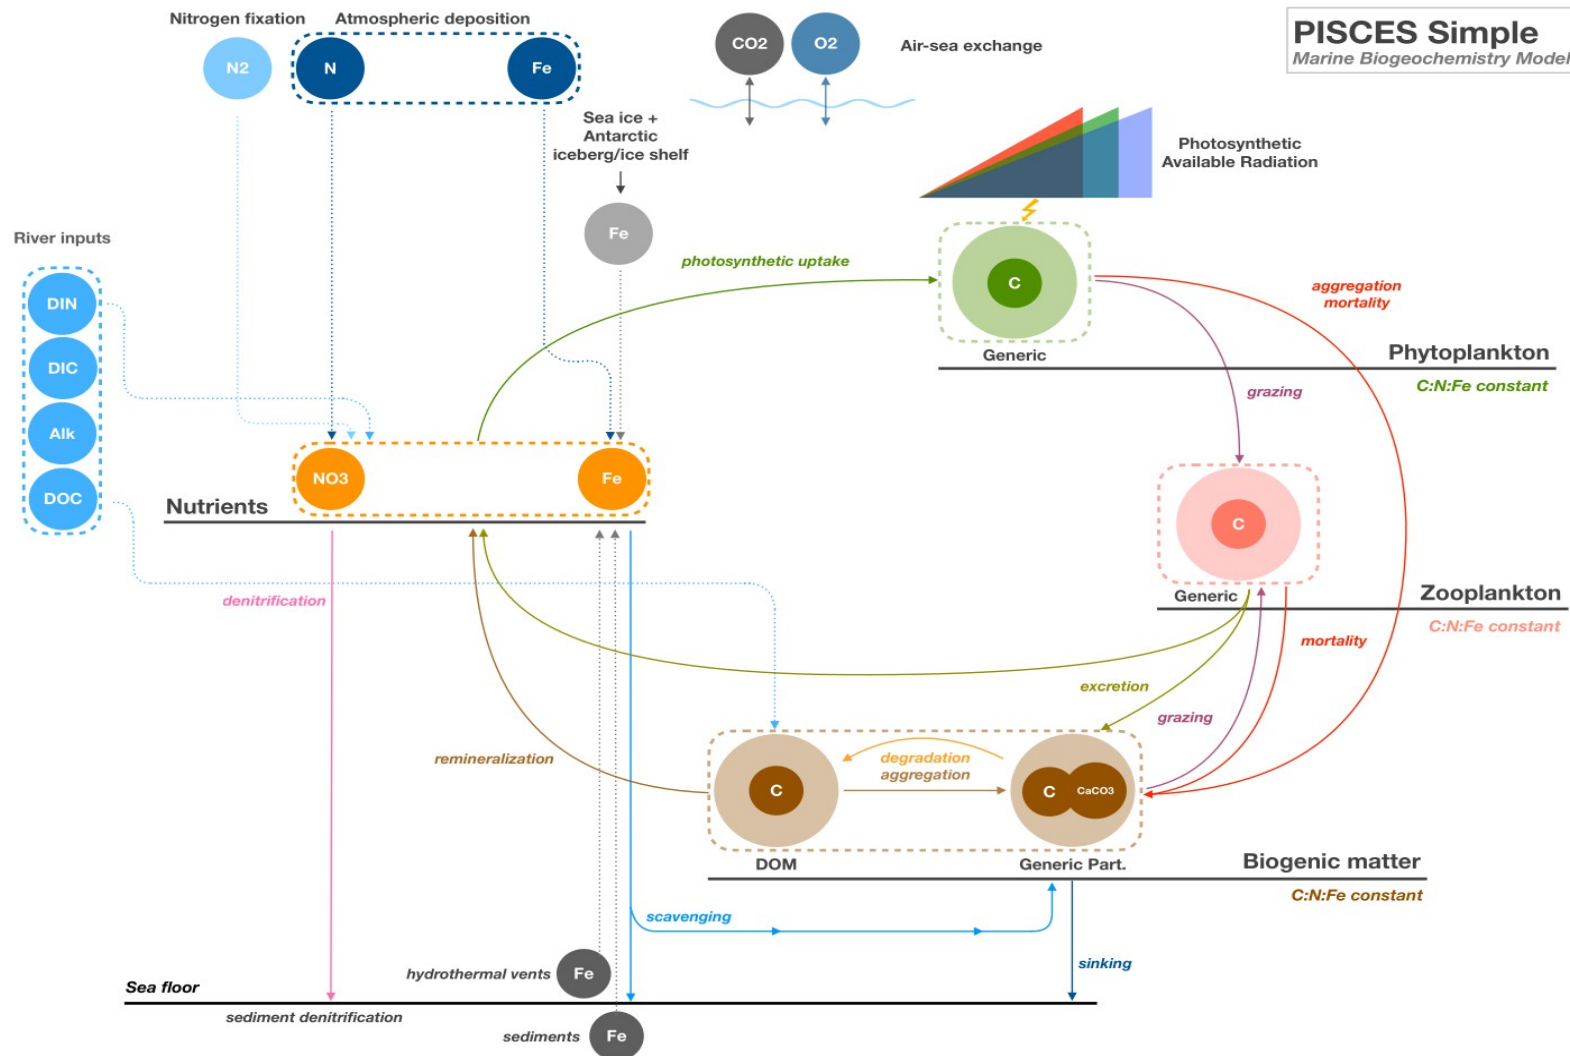 Nitrogen fixation
Atmospheric deposition
N2
N
Fe
CO2
O2
Air-sea exchange
PISCES Simple
Marine Biogeochemistry Model
Sea ice +
Antarctic
iceberg/ice shelf
Fe
Photosynthetic
Available Radiation
River inputs
DIN
DIC
Alk
DOC
photosynthetic uptake
C
Generic
aggregation
mortality
Phytoplankton
C:N:Fe constant
grazing
NO3
Fe
Nutrients
C
Generic
Zooplankton
C:N:Fe constant
denitrification
mortality
excretion
grazing
remineralization
degradation
aggregation
C
C
CaCO3
DOM
Generic Part.
Biogenic matter
C:N:Fe constant
scavenging
sinking
hydrothermal vents
Fe
Sea floor
sediment denitrification
sediments
Fe